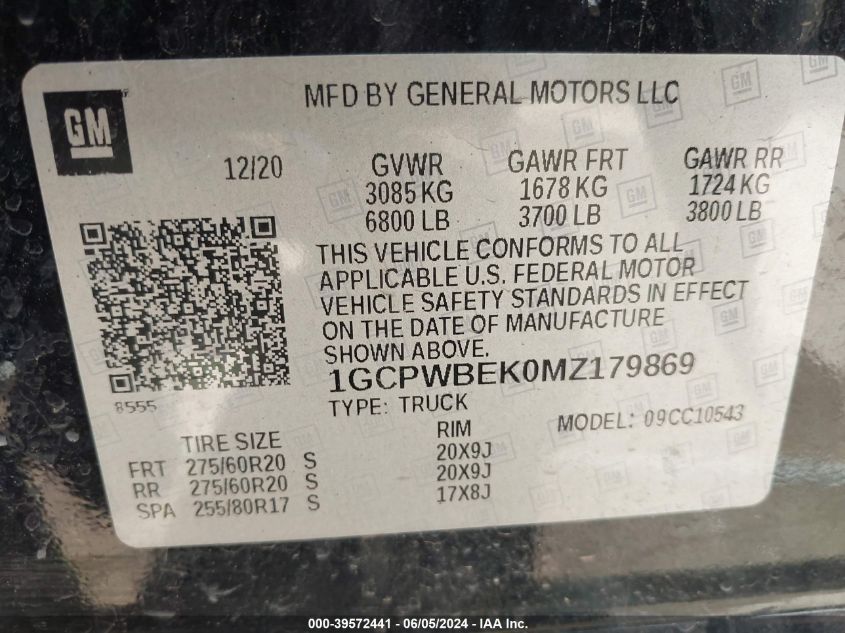 GM
MFD BY GENERAL MOTORS LLC
12/20 GVWR GAWR FRT GAWR RR
3085 KG 1678 KG 1724 KG
6800 LB 3700 LB 3800 LB
THIS VEHICLE CONFORMS TO ALL
APPLICABLE U.S. FEDERAL MOTOR
VEHICLE SAFETY STANDARDS IN EFFECT
ON THE DATE OF MANUFACTURE
SHOWN ABOVE.
1GCPWBEK0MZ179869
8555 TYPE: TRUCK MODEL: 09CC10543
TIRE SIZE RIM
FRT 275/60R20 S 20X9J
RR 275/60R20 S 20X9J
SPA 255/80R17 S 17X8J
000-39572441 - 06/05/2024 - IAA Inc.